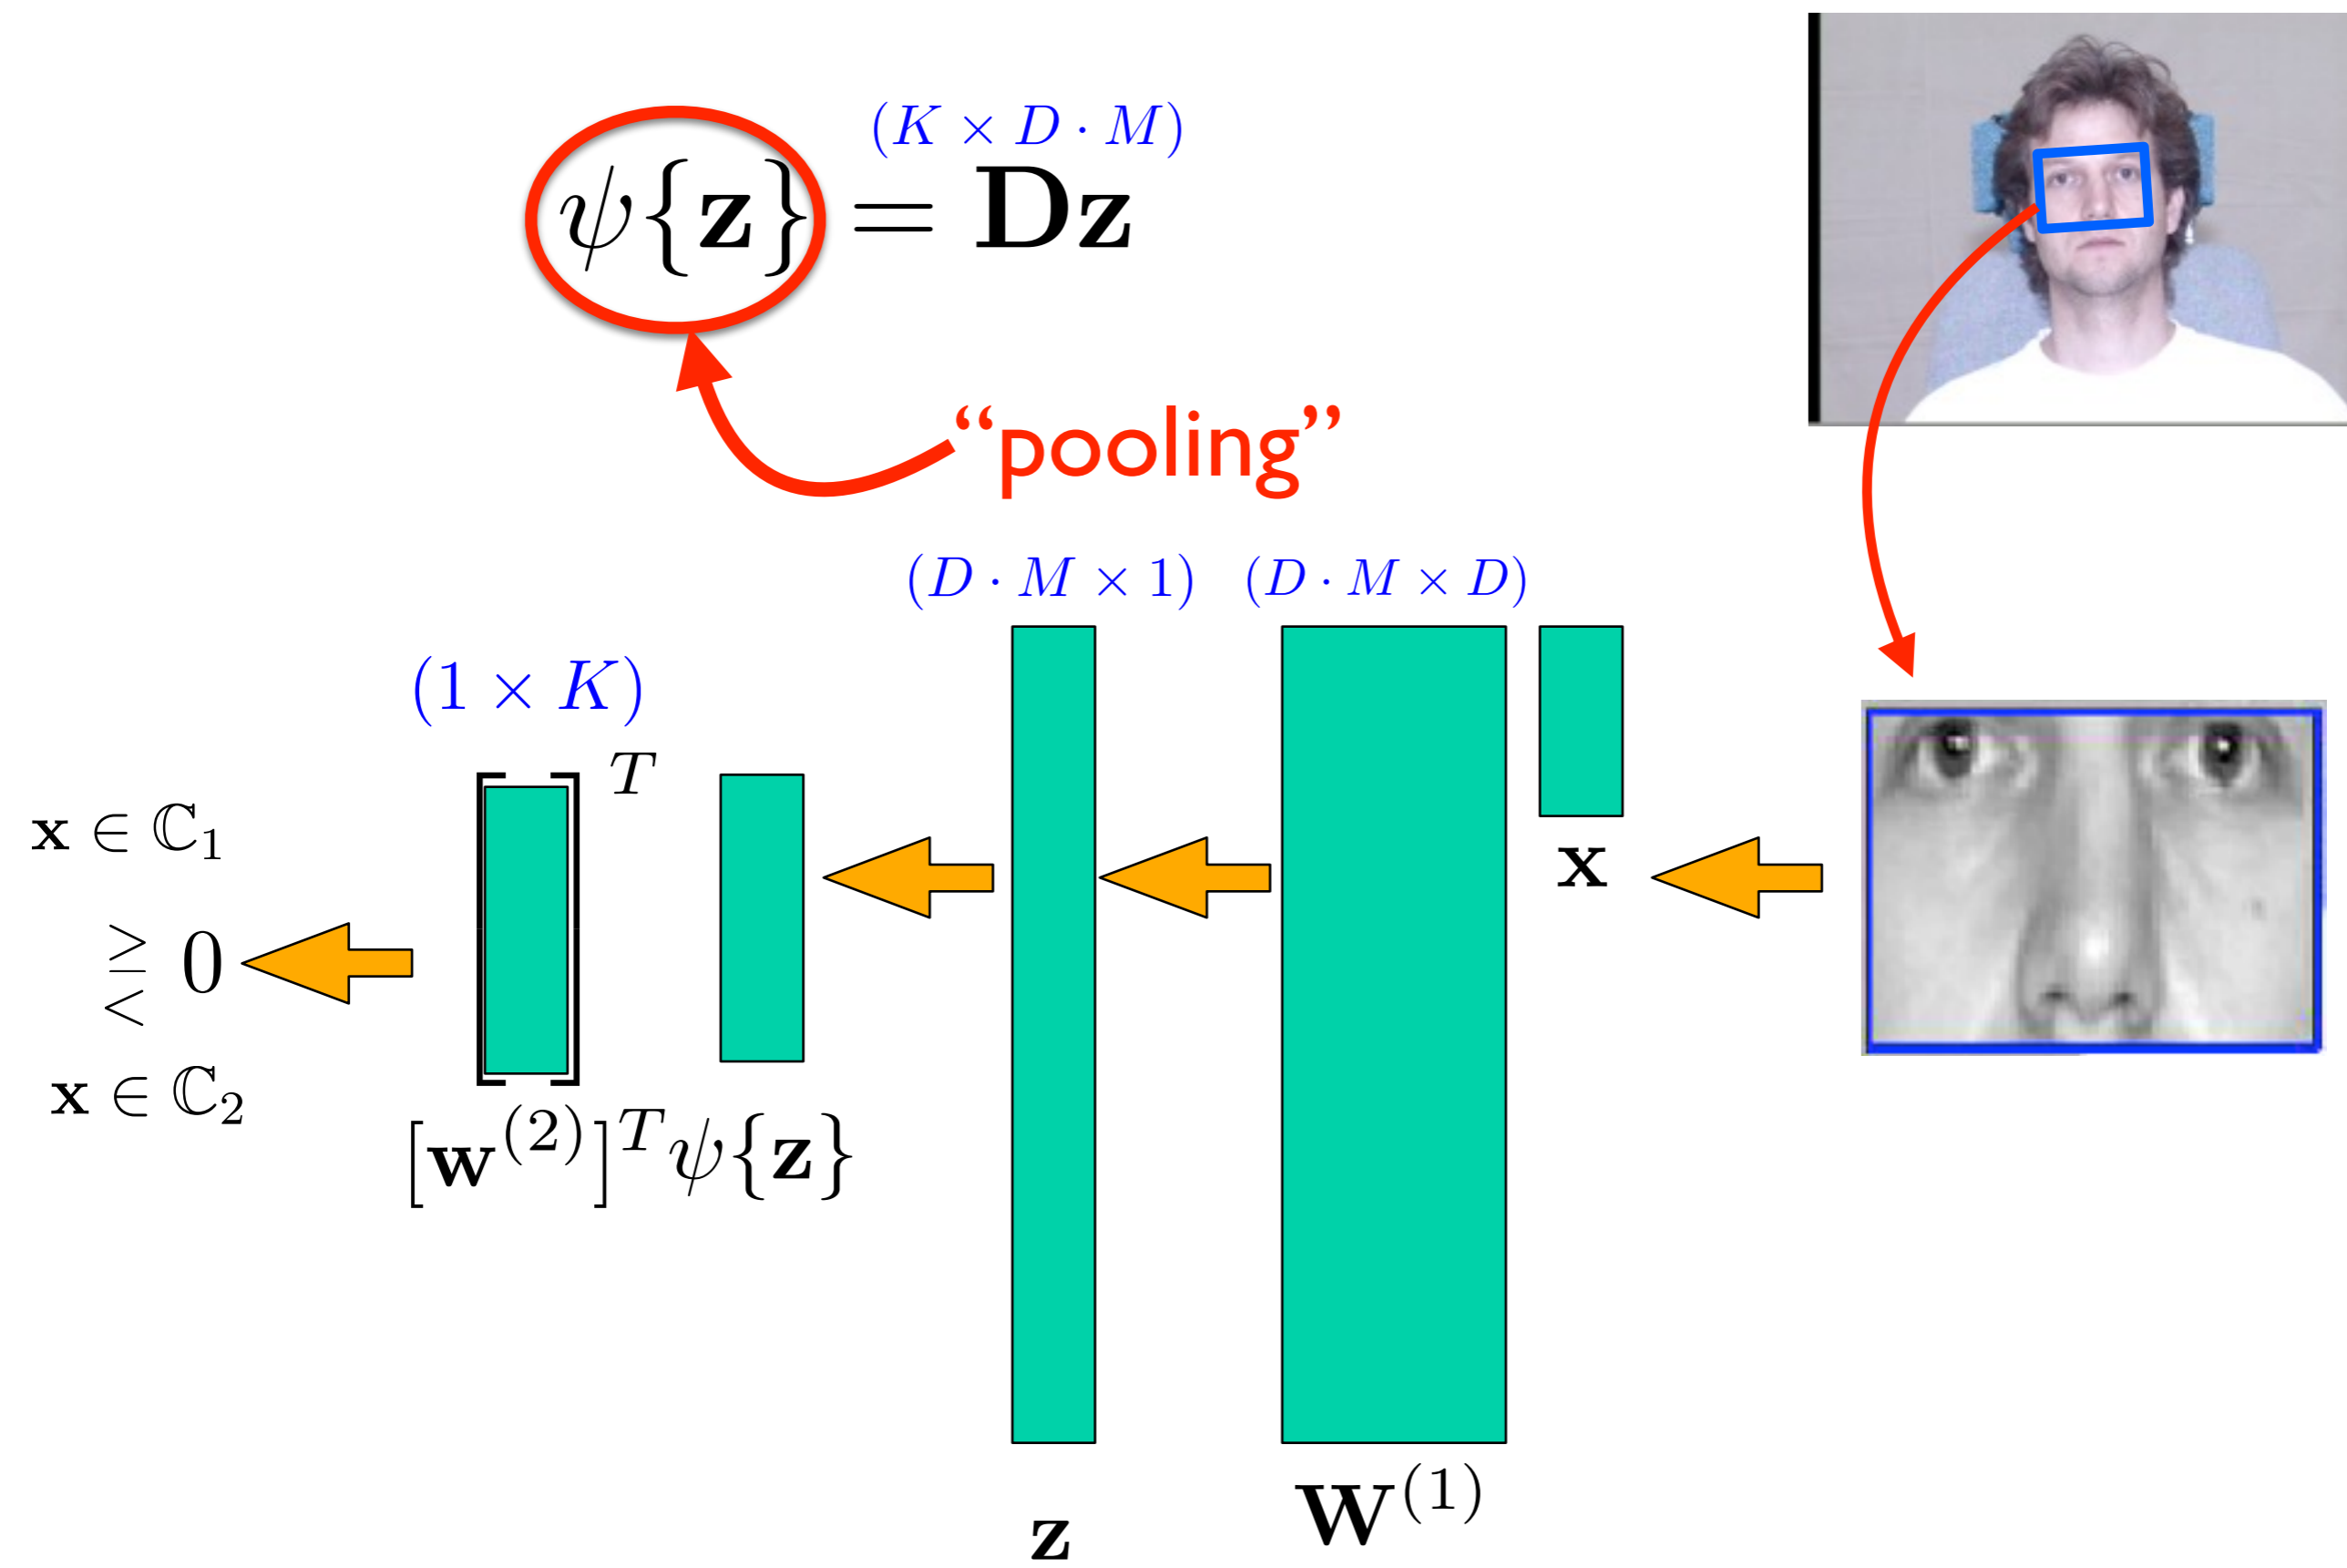 (K × D · M)
ψ{z} = Dz
“pooling”
(D · M × 1) (D · M × D)
(1 × K)
T
x ∈ ℂ₁
x
≥
< 0
x ∈ ℂ₂
[w⁽²⁾]ᵀψ{z}
W⁽¹⁾
z